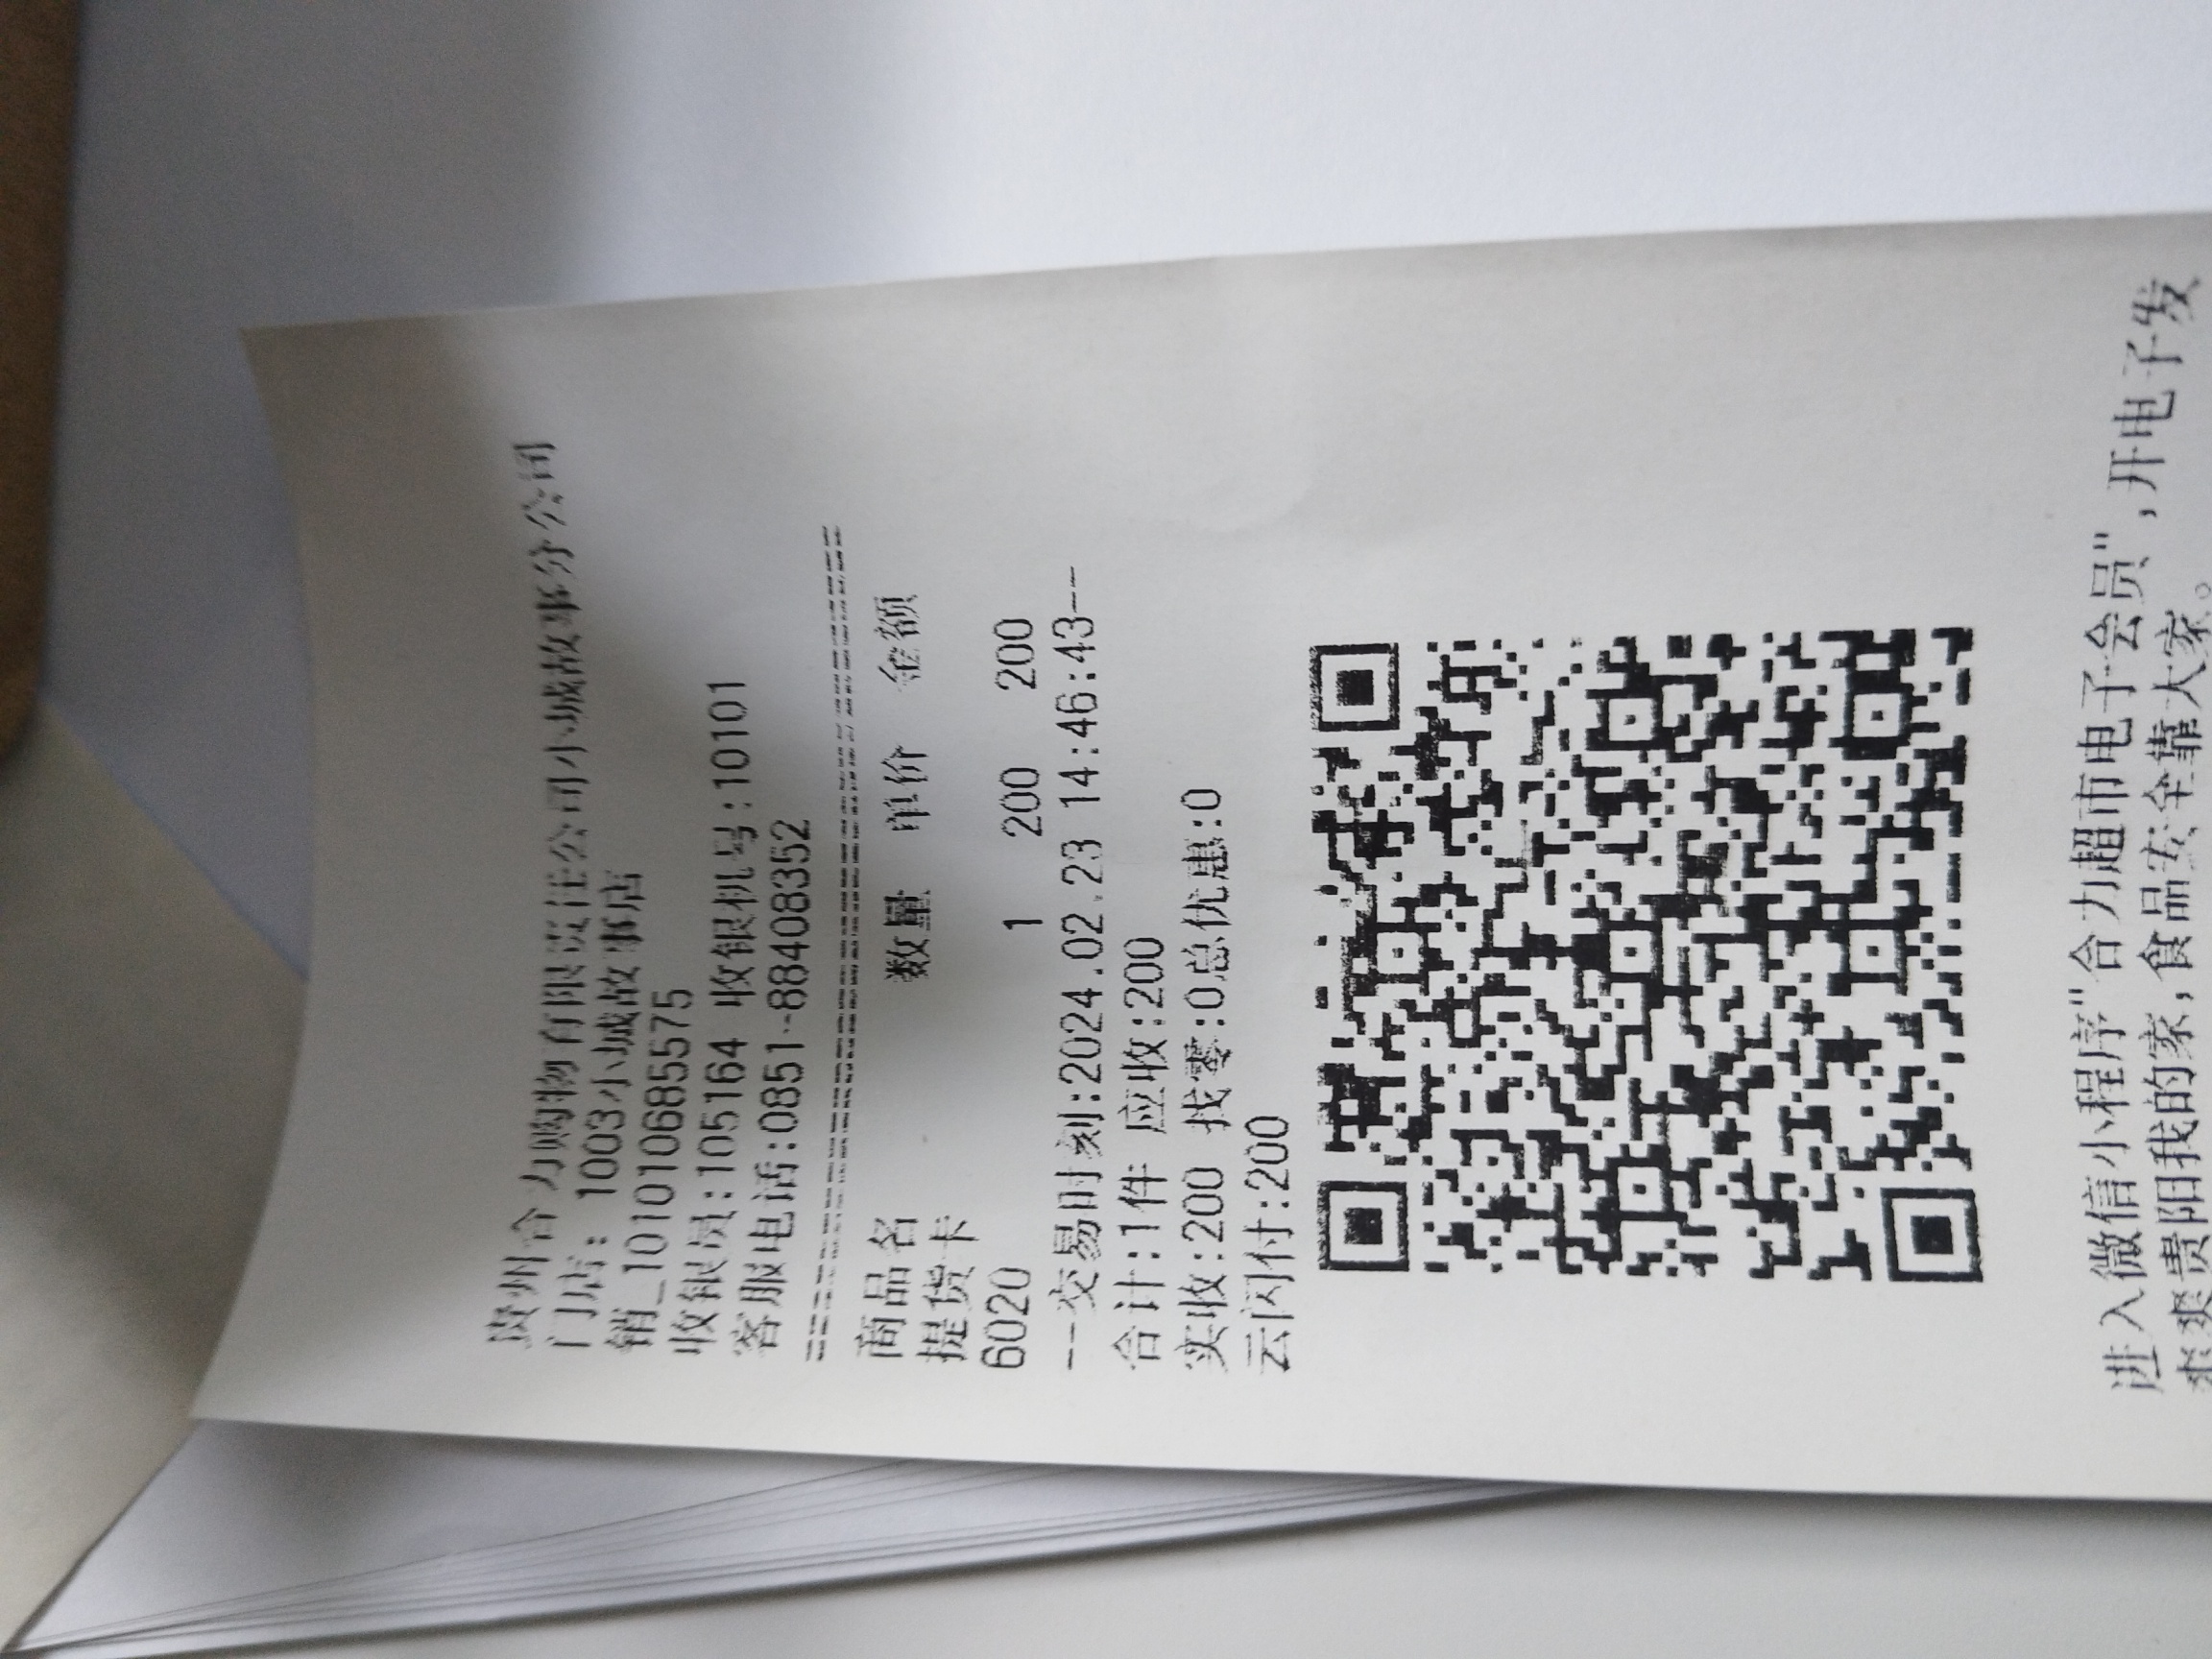 贵州合力购物有限责任公司小城故事分公司
门店: 1003小城故事店
销_101010685575
收银员:105164 收银机号:10101
客服电话:0851-88408352
商品名 数量 单价 金额
提货卡
6020 1 200 200
--交易时刻:2024.02.23 14:46:43--
合计:1件 应收:200
实收:200 找零:0总优惠:0
云闪付:200
进入微信小程序"合力超市电子会员",开电子发
爽爽贵阳我的家,食品安全靠大家。